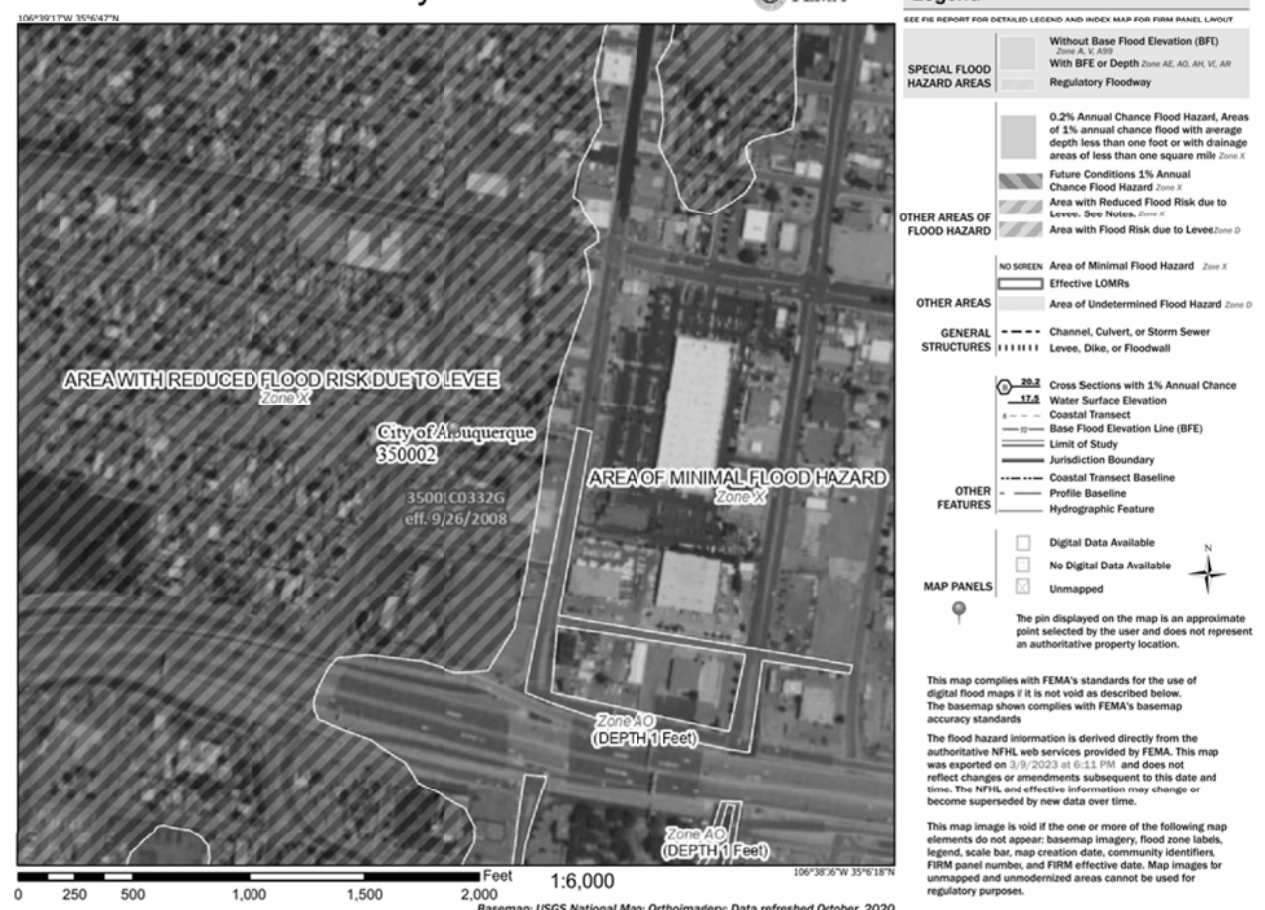 FEMA
Legend
106°39'17"W 35°6'47"N
SEE FIS REPORT FOR DETAILED LEGEND AND INDEX MAP FOR FIRM PANEL LAYOUT
SPECIAL FLOOD
HAZARD AREAS
Without Base Flood Elevation (BFE)
Zone A, V, A99
With BFE or Depth Zone AE, AO, AH, VE, AR
Regulatory Floodway
OTHER AREAS OF
FLOOD HAZARD
0.2% Annual Chance Flood Hazard, Areas
of 1% annual chance flood with average
depth less than one foot or with drainage
areas of less than one square mile Zone X
Future Conditions 1% Annual
Chance Flood Hazard Zone X
Area with Reduced Flood Risk due to
Levee. See Notes. Zone X
Area with Flood Risk due to Levee Zone D
OTHER AREAS
NO SCREEN Area of Minimal Flood Hazard Zone X
Effective LOMRs
Area of Undetermined Flood Hazard Zone D
GENERAL
STRUCTURES
Channel, Culvert, or Storm Sewer
Levee, Dike, or Floodwall
OTHER
FEATURES
B 20.2 Cross Sections with 1% Annual Chance
17.5 Water Surface Elevation
8 Coastal Transect
Base Flood Elevation Line (BFE)
Limit of Study
Jurisdiction Boundary
Coastal Transect Baseline
Profile Baseline
Hydrographic Feature
MAP PANELS
Digital Data Available
No Digital Data Available
Unmapped
N
The pin displayed on the map is an approximate
point selected by the user and does not represent
an authoritative property location.
This map complies with FEMA's standards for the use of
digital flood maps if it is not void as described below.
The basemap shown complies with FEMA's basemap
accuracy standards
The flood hazard information is derived directly from the
authoritative NFHL web services provided by FEMA. This map
was exported on 3/9/2023 at 6:11 PM and does not
reflect changes or amendments subsequent to this date and
time. The NFHL and effective information may change or
become superseded by new data over time.
This map image is void if the one or more of the following map
elements do not appear: basemap imagery, flood zone labels,
legend, scale bar, map creation date, community identifiers,
FIRM panel number, and FIRM effective date. Map images for
unmapped and unmodernized areas cannot be used for
regulatory purposes.
AREA WITH REDUCED FLOOD RISK DUE TO LEVEE
Zone X
City of Albuquerque
350002
35001C0332G
eff. 9/26/2008
AREA OF MINIMAL FLOOD HAZARD
Zone X
Zone AO
(DEPTH 1 Feet)
Zone AO
(DEPTH 1 Feet)
106°38'36"W 35°6'18"N
0 250 500 1,000 1,500 2,000 Feet
1:6,000
Basemap: USGS National Map: Orthoimagery: Data refreshed October, 2020